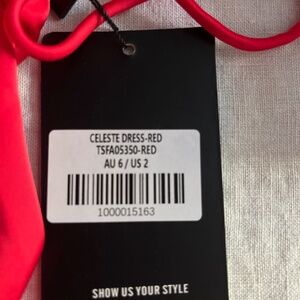 CELESTE DRESS-RED
TSFA05350-RED
AU 6 / US 2
1000015163
SHOW US YOUR STYLE